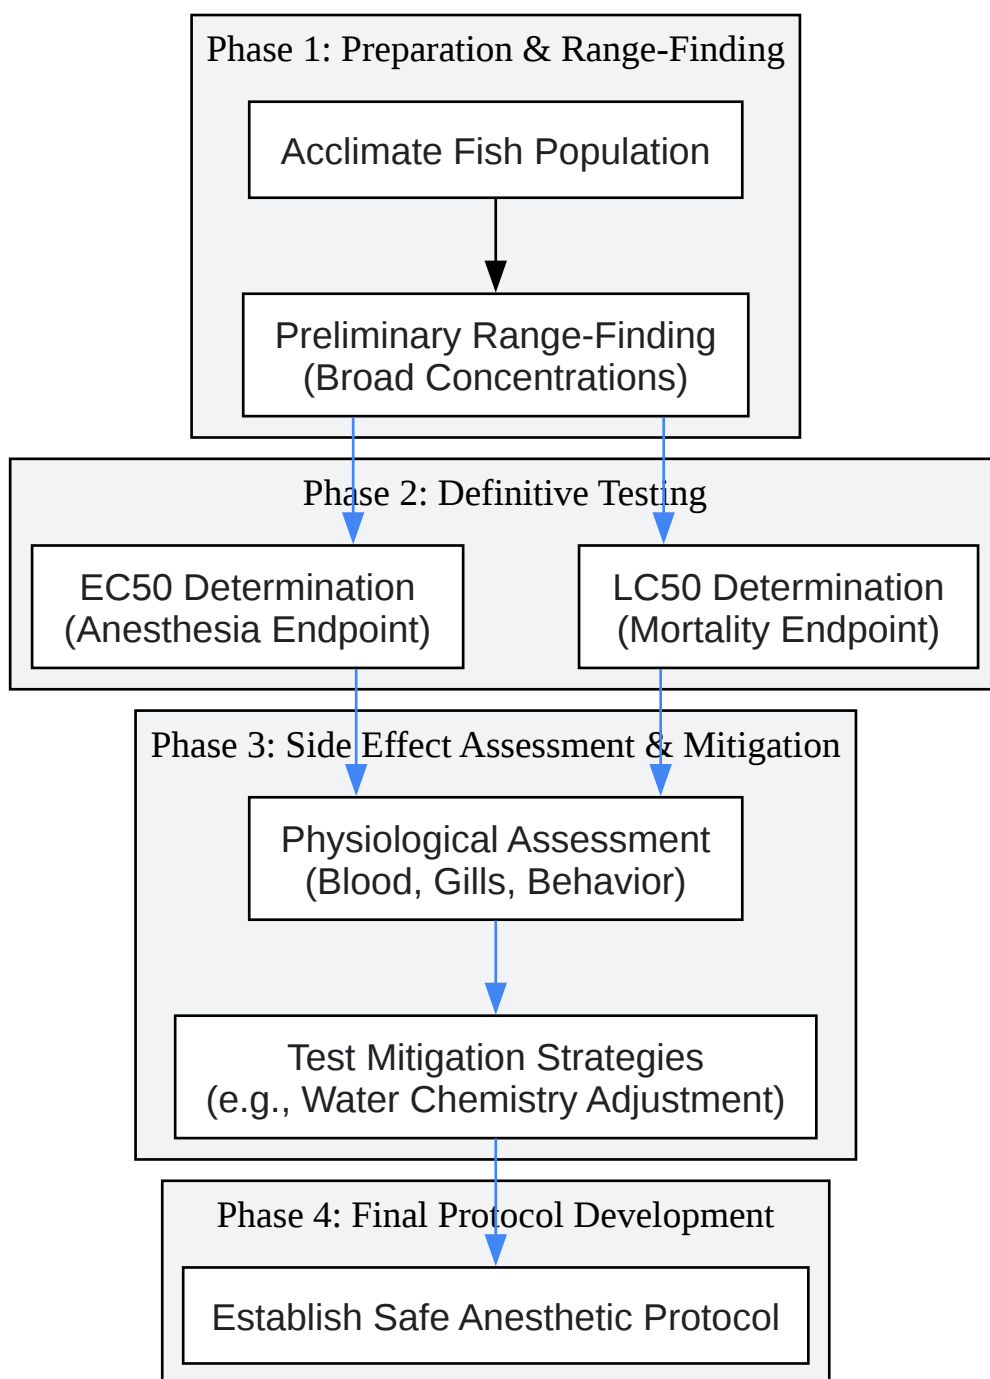 Phase 1: Preparation & Range-Finding
Acclimate Fish Population
Preliminary Range-Finding
(Broad Concentrations)
Phase 2: Definitive Testing
EC50 Determination
(Anesthesia Endpoint)
LC50 Determination
(Mortality Endpoint)
Phase 3: Side Effect Assessment & Mitigation
Physiological Assessment
(Blood, Gills, Behavior)
Test Mitigation Strategies
(e.g., Water Chemistry Adjustment)
Phase 4: Final Protocol Development
Establish Safe Anesthetic Protocol